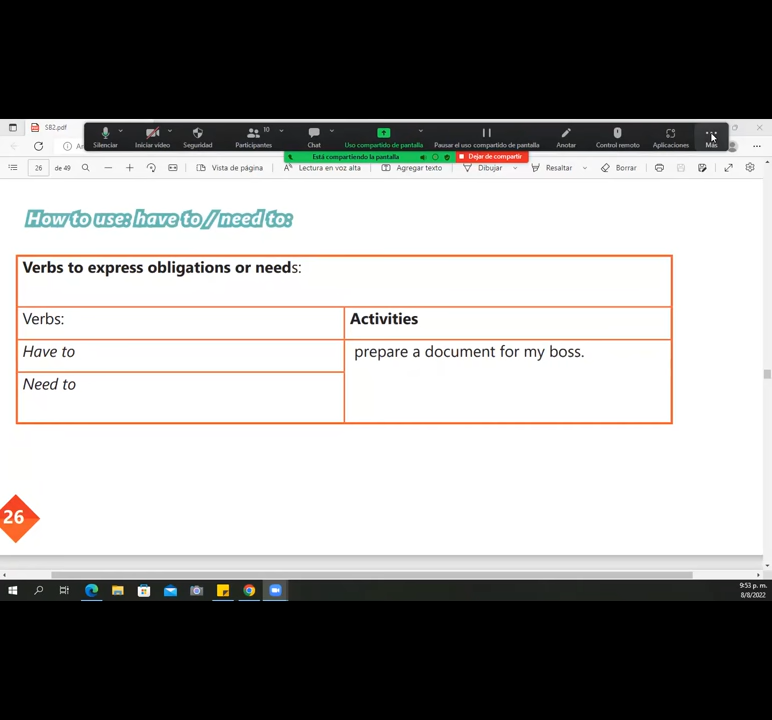 SB2.pdf
10
Silenciar
Iniciar video
Seguridad
Participantes
Chat
Uso compartido de pantalla
Pausar el uso compartido de pantalla
Anotar
Control remoto
Aplicaciones
Más
Está compartiendo la pantalla
Dejar de compartir
26
de 49
Vista de página
Lectura en voz alta
Agregar texto
Dibujar
Resaltar
Borrar
How to use: have to / need to:
Verbs to express obligations or needs:
Verbs:
Activities
Have to
prepare a document for my boss.
Need to
26
9:53 p. m.
8/8/2022